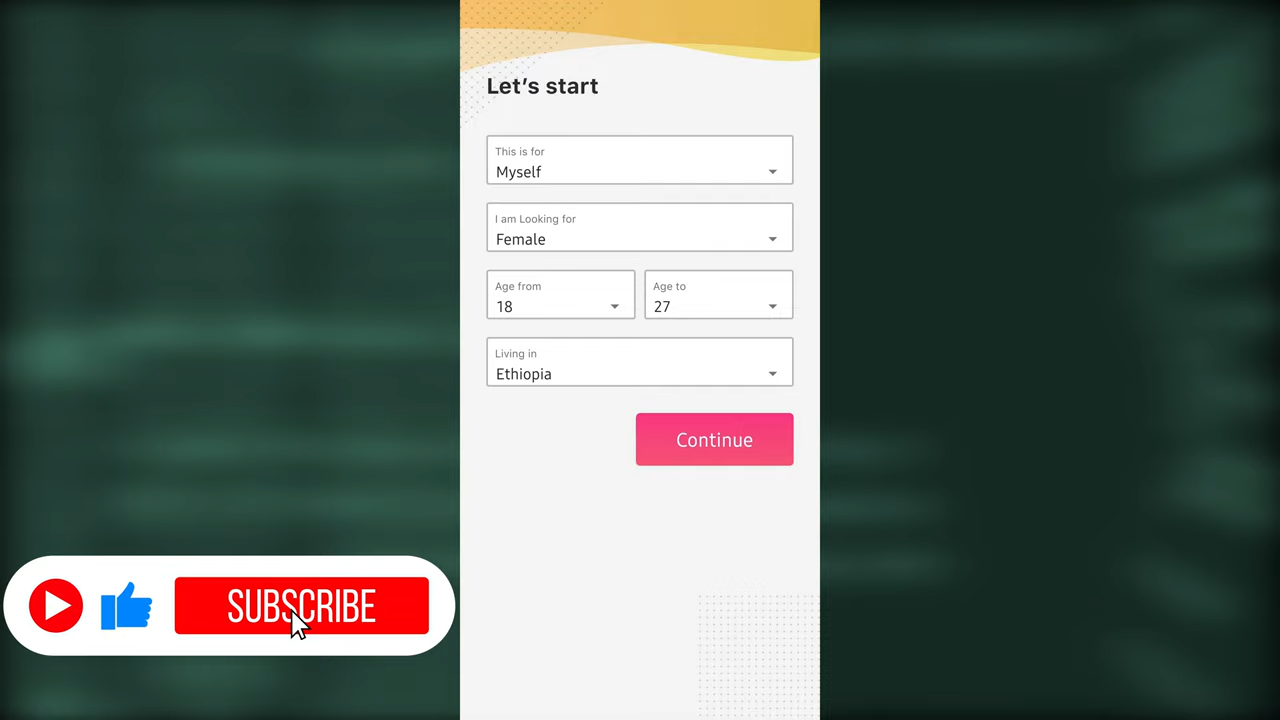 Let's start
This is for
Myself
I am Looking for
Female
Age from
18
Age to
27
Living in
Ethiopia
Continue
SUBSCRIBE